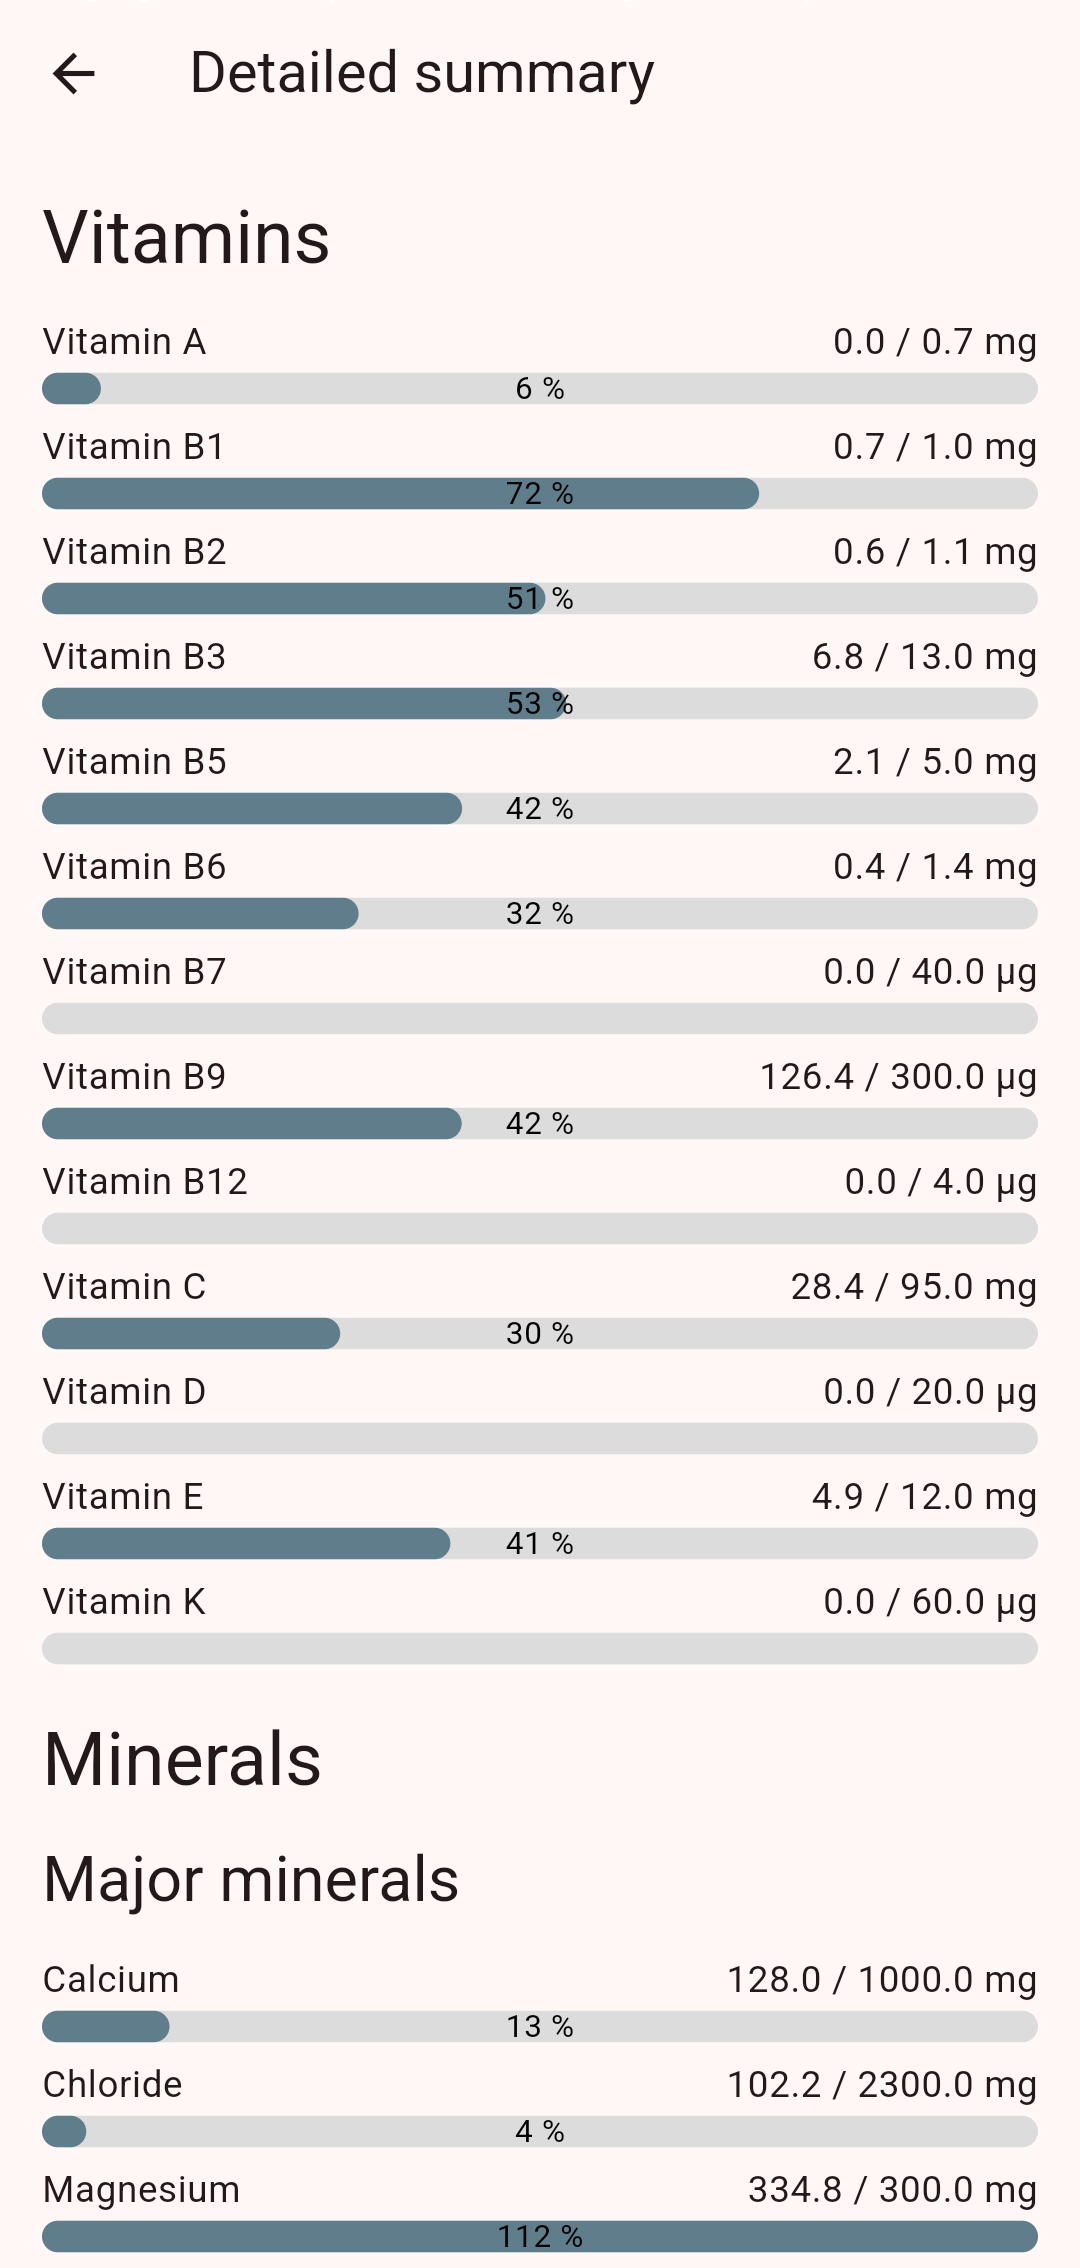 Detailed summary
Vitamins
Vitamin A 0.0 / 0.7 mg
6 %
Vitamin B1 0.7 / 1.0 mg
72 %
Vitamin B2 0.6 / 1.1 mg
51 %
Vitamin B3 6.8 / 13.0 mg
53 %
Vitamin B5 2.1 / 5.0 mg
42 %
Vitamin B6 0.4 / 1.4 mg
32 %
Vitamin B7 0.0 / 40.0 µg
Vitamin B9 126.4 / 300.0 µg
42 %
Vitamin B12 0.0 / 4.0 µg
Vitamin C 28.4 / 95.0 mg
30 %
Vitamin D 0.0 / 20.0 µg
Vitamin E 4.9 / 12.0 mg
41 %
Vitamin K 0.0 / 60.0 µg
Minerals
Major minerals
Calcium 128.0 / 1000.0 mg
13 %
Chloride 102.2 / 2300.0 mg
4 %
Magnesium 334.8 / 300.0 mg
112 %